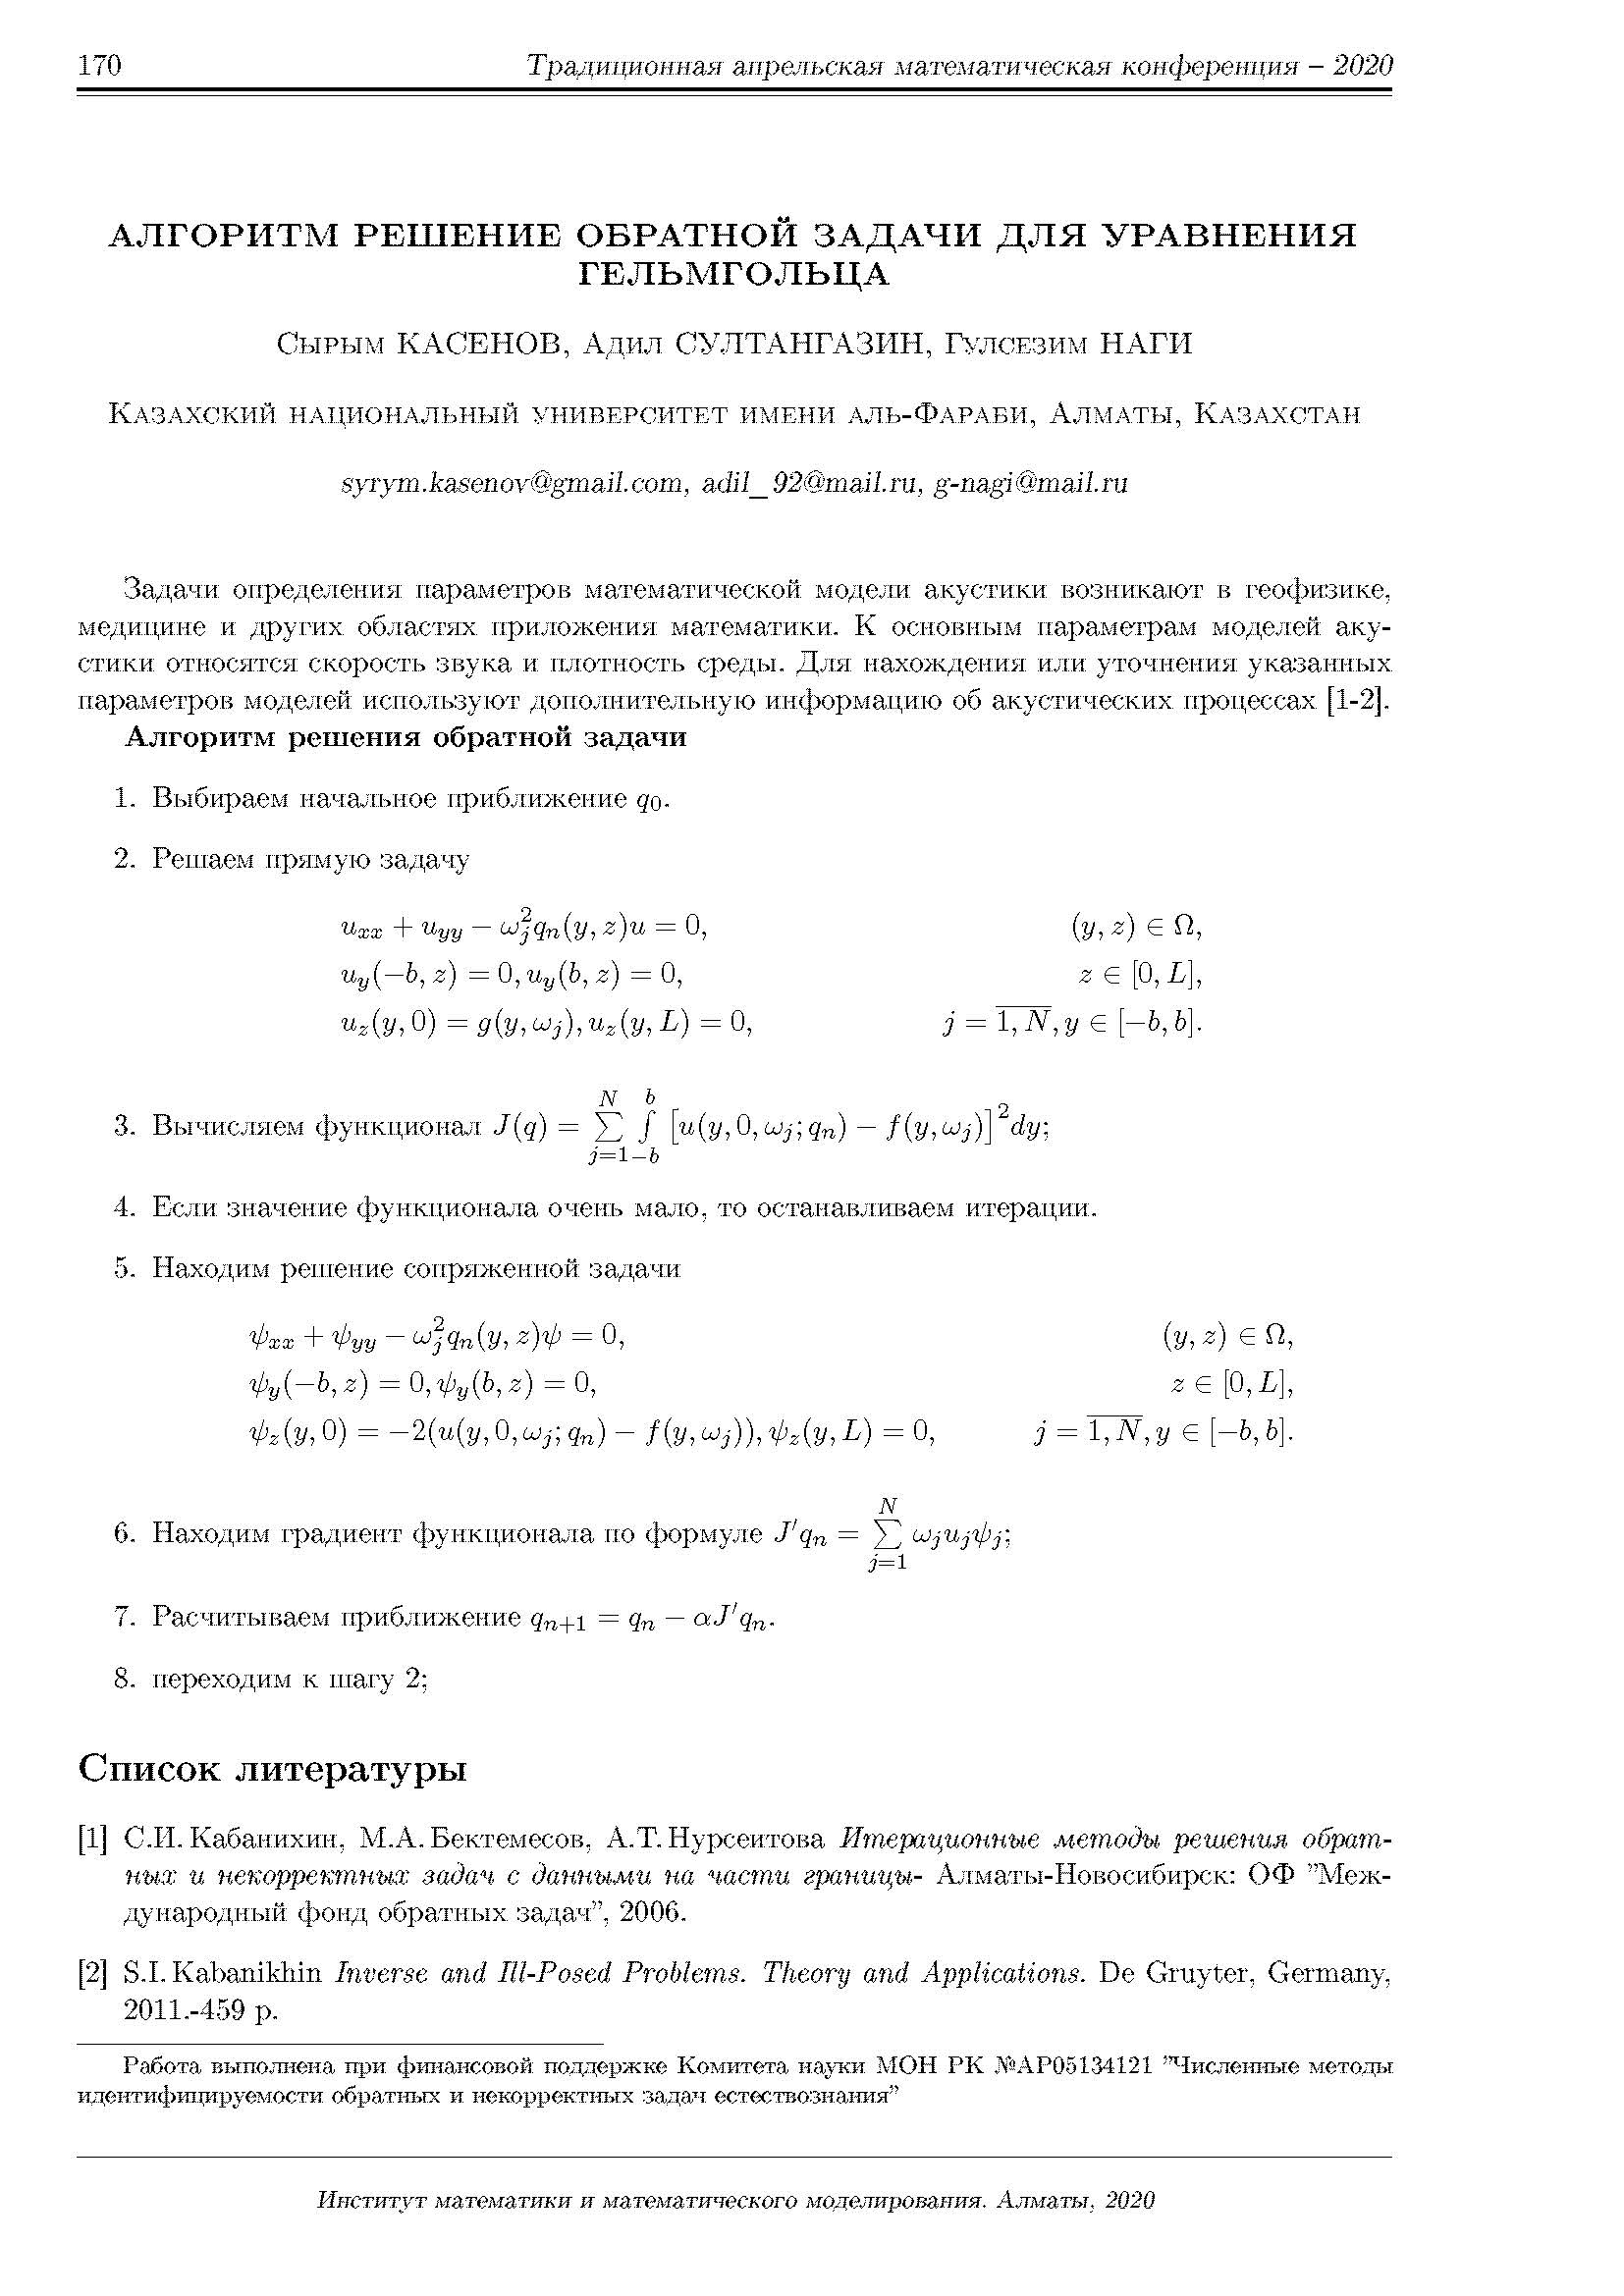 170 Традиционная апрельская математическая конференция – 2020
АЛГОРИТМ РЕШЕНИЕ ОБРАТНОЙ ЗАДАЧИ ДЛЯ УРАВНЕНИЯ
ГЕЛЬМГОЛЬЦА
Сырым КАСЕНОВ, Адил СУЛТАНГАЗИН, Гулсезим НАГИ
Казахский национальный университет имени аль-Фараби, Алматы, Казахстан
syrym.kasenov@gmail.com, adil_92@mail.ru, g-nagi@mail.ru
Задачи определения параметров математической модели акустики возникают в геофизике,
медицине и других областях приложения математики. К основным параметрам моделей аку-
стики относятся скорость звука и плотность среды. Для нахождения или уточнения указанных
параметров моделей используют дополнительную информацию об акустических процессах [1-2].
Алгоритм решения обратной задачи
1. Выбираем начальное приближение q₀.
2. Решаем прямую задачу
u_{xx} + u_{yy} − ω_j^2 q_n(y, z)u = 0, (y, z) ∈ Ω,
u_y(−b, z) = 0, u_y(b, z) = 0, z ∈ [0, L],
u_z(y, 0) = g(y, ω_j), u_z(y, L) = 0, j = \overline{1, N}, y ∈ [−b, b].
3. Вычисляем функционал J(q) = \sum_{j=1}^{N} \int_{−b}^{b} [u(y, 0, ω_j; q_n) − f(y, ω_j)]^2 dy;
4. Если значение функционала очень мало, то останавливаем итерации.
5. Находим решение сопряженной задачи
ψ_{xx} + ψ_{yy} − ω_j^2 q_n(y, z)ψ = 0, (y, z) ∈ Ω,
ψ_y(−b, z) = 0, ψ_y(b, z) = 0, z ∈ [0, L],
ψ_z(y, 0) = −2(u(y, 0, ω_j; q_n) − f(y, ω_j)), ψ_z(y, L) = 0, j = \overline{1, N}, y ∈ [−b, b].
6. Находим градиент функционала по формуле J′q_n = \sum_{j=1}^{N} ω_j u_j ψ_j;
7. Расчитываем приближение q_{n+1} = q_n − αJ′q_n.
8. переходим к шагу 2;
Список литературы
[1] С.И. Кабанихин, М.А. Бектемесов, А.Т. Нурсеитова Итерационные методы решения обрат-
ных и некорректных задач с данными на части границы- Алматы-Новосибирск: ОФ ”Меж-
дународный фонд обратных задач”, 2006.
[2] S.I. Kabanikhin Inverse and Ill-Posed Problems. Theory and Applications. De Gruyter, Germany,
2011.-459 p.
Работа выполнена при финансовой поддержке Комитета науки МОН РК №AP05134121 ”Численные методы
идентифицируемости обратных и некорректных задач естествознания”
Институт математики и математического моделирования. Алматы, 2020